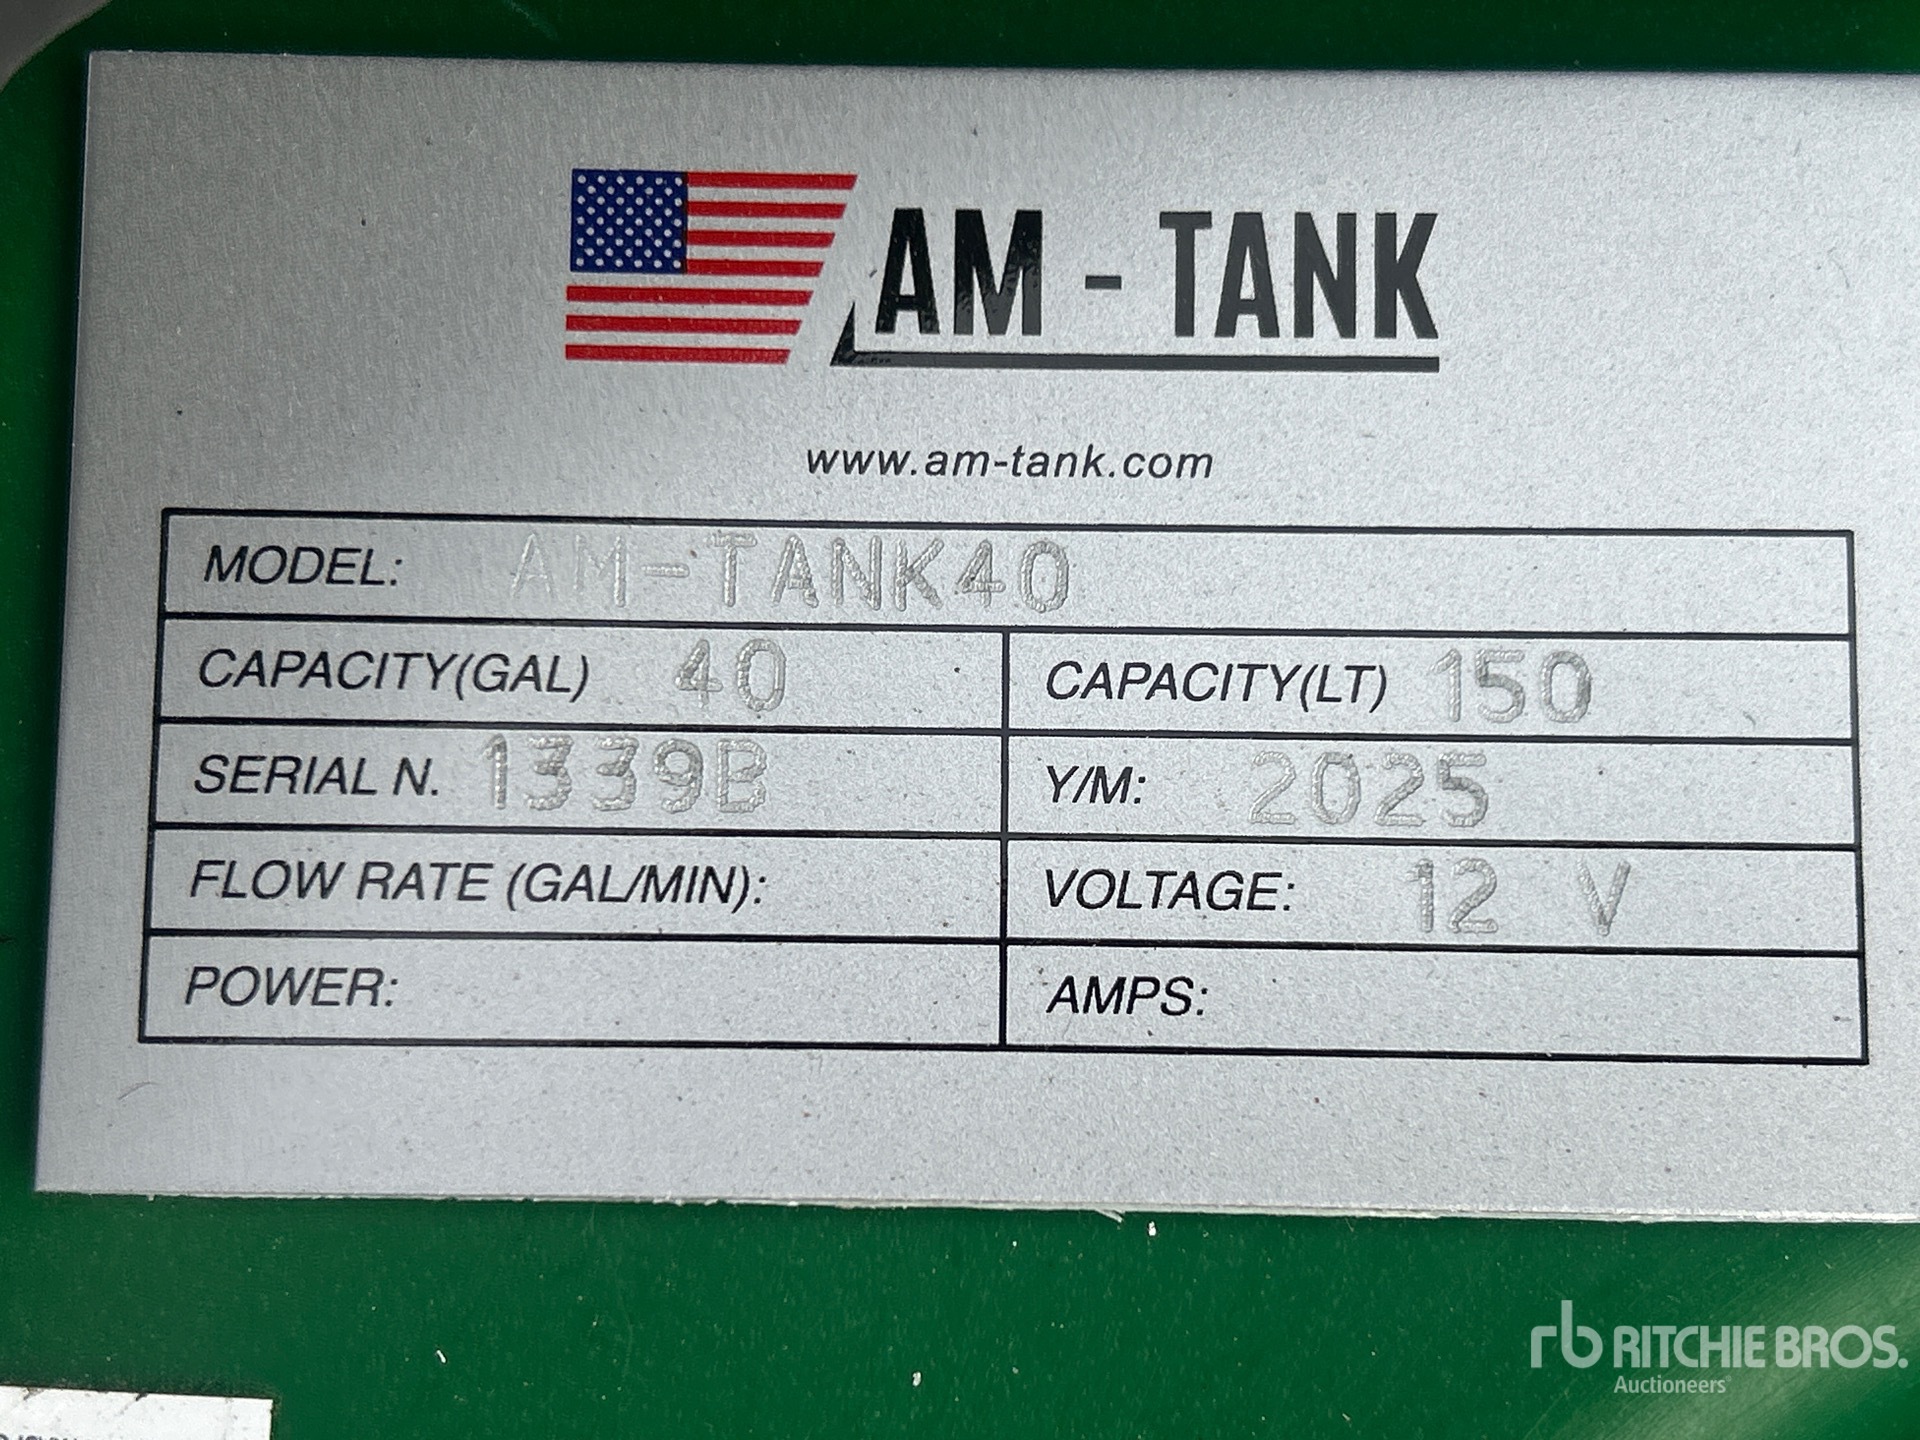 AM - TANK
www.am-tank.com
MODEL: AM-TANK40
CAPACITY(GAL) 40 CAPACITY(LT) 150
SERIAL N. 1339B Y/M: 2025
FLOW RATE (GAL/MIN): VOLTAGE: 12 V
POWER: AMPS:
rb RITCHIE BROS.
Auctioneers